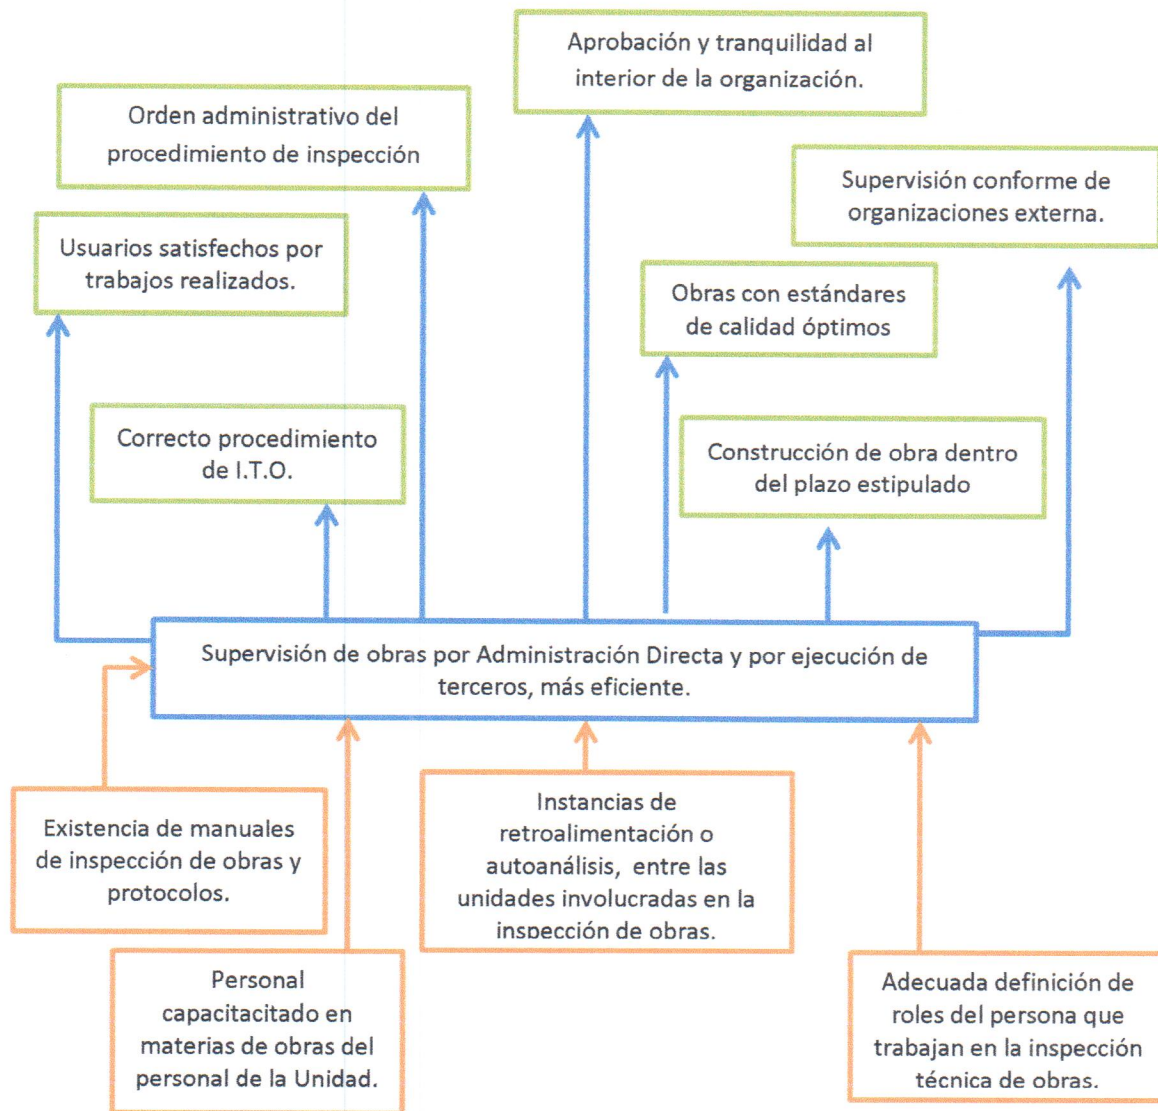 Aprobación y tranquilidad al
interior de la organización.
Orden administrativo del
procedimiento de inspección
Supervisión conforme de
organizaciones externa.
Usuarios satisfechos por
trabajos realizados.
Obras con estándares
de calidad óptimos
Correcto procedimiento
de I.T.O.
Construcción de obra dentro
del plazo estipulado
Supervisión de obras por Administración Directa y por ejecución de
terceros, más eficiente.
Existencia de manuales
de inspección de obras y
protocolos.
Instancias de
retroalimentación o
autoanálisis, entre las
unidades involucradas en la
inspección de obras.
Personal
capacitacitado en
materias de obras del
personal de la Unidad.
Adecuada definición de
roles del persona que
trabajan en la inspección
técnica de obras.